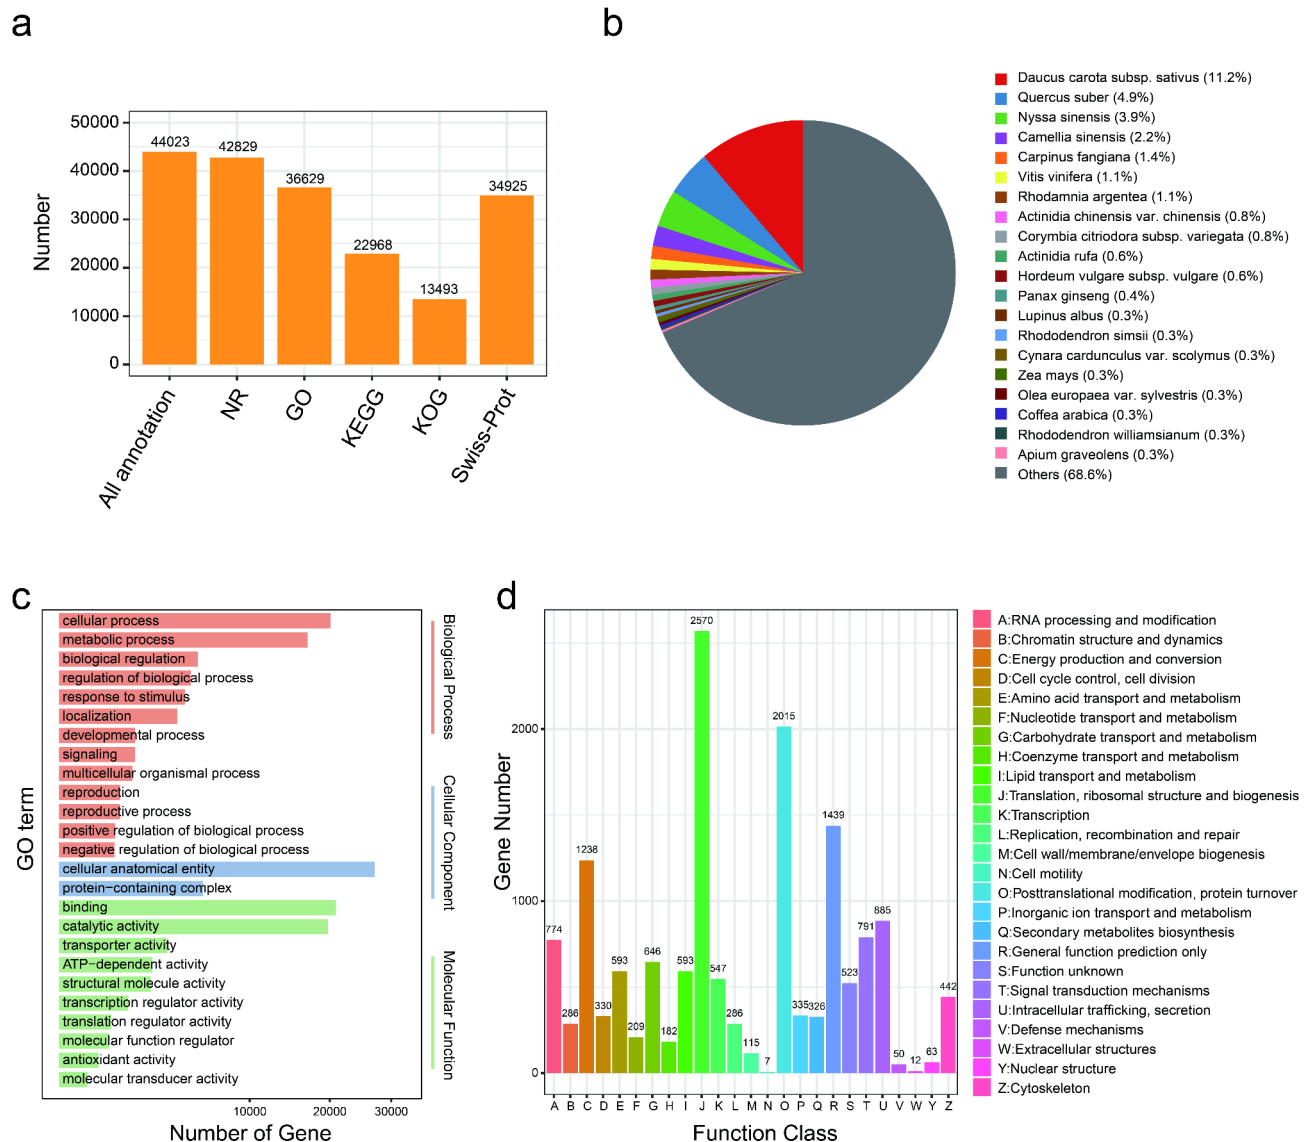 a
50000
40000
30000
20000
10000
0
Number
44023
42829
36629
22968
13493
34925
All annotation
NR
GO
KEGG
KOG
Swiss-Prot
b
Daucus carota subsp. sativus (11.2%)
Quercus suber (4.9%)
Nyssa sinensis (3.9%)
Camellia sinensis (2.2%)
Carpinus fangiana (1.4%)
Vitis vinifera (1.1%)
Rhodamnia argentea (1.1%)
Actinidia chinensis var. chinensis (0.8%)
Corymbia citriodora subsp. variegata (0.8%)
Actinidia rufa (0.6%)
Hordeum vulgare subsp. vulgare (0.6%)
Panax ginseng (0.4%)
Lupinus albus (0.3%)
Rhododendron simsii (0.3%)
Cynara cardunculus var. scolymus (0.3%)
Zea mays (0.3%)
Olea europaea var. sylvestris (0.3%)
Coffea arabica (0.3%)
Rhododendron williamsianum (0.3%)
Apium graveolens (0.3%)
Others (68.6%)
c
GO term
cellular process
metabolic process
biological regulation
regulation of biological process
response to stimulus
localization
developmental process
signaling
multicellular organismal process
reproduction
reproductive process
positive regulation of biological process
negative regulation of biological process
cellular anatomical entity
protein−containing complex
binding
catalytic activity
transporter activity
ATP−dependent activity
structural molecule activity
transcription regulator activity
translation regulator activity
molecular function regulator
antioxidant activity
molecular transducer activity
Biological Process
Cellular Component
Molecular Function
10000
20000
30000
Number of Gene
d
Gene Number
2000
1000
0
774
286
1238
330
593
209
646
182
593
2570
547
286
115
7
2015
335
326
1439
523
791
885
50
12
63
442
A B C D E F G H I J K L M N O P Q R S T U V W Y Z
Function Class
A:RNA processing and modification
B:Chromatin structure and dynamics
C:Energy production and conversion
D:Cell cycle control, cell division
E:Amino acid transport and metabolism
F:Nucleotide transport and metabolism
G:Carbohydrate transport and metabolism
H:Coenzyme transport and metabolism
I:Lipid transport and metabolism
J:Translation, ribosomal structure and biogenesis
K:Transcription
L:Replication, recombination and repair
M:Cell wall/membrane/envelope biogenesis
N:Cell motility
O:Posttranslational modification, protein turnover
P:Inorganic ion transport and metabolism
Q:Secondary metabolites biosynthesis
R:General function prediction only
S:Function unknown
T:Signal transduction mechanisms
U:Intracellular trafficking, secretion
V:Defense mechanisms
W:Extracellular structures
Y:Nuclear structure
Z:Cytoskeleton